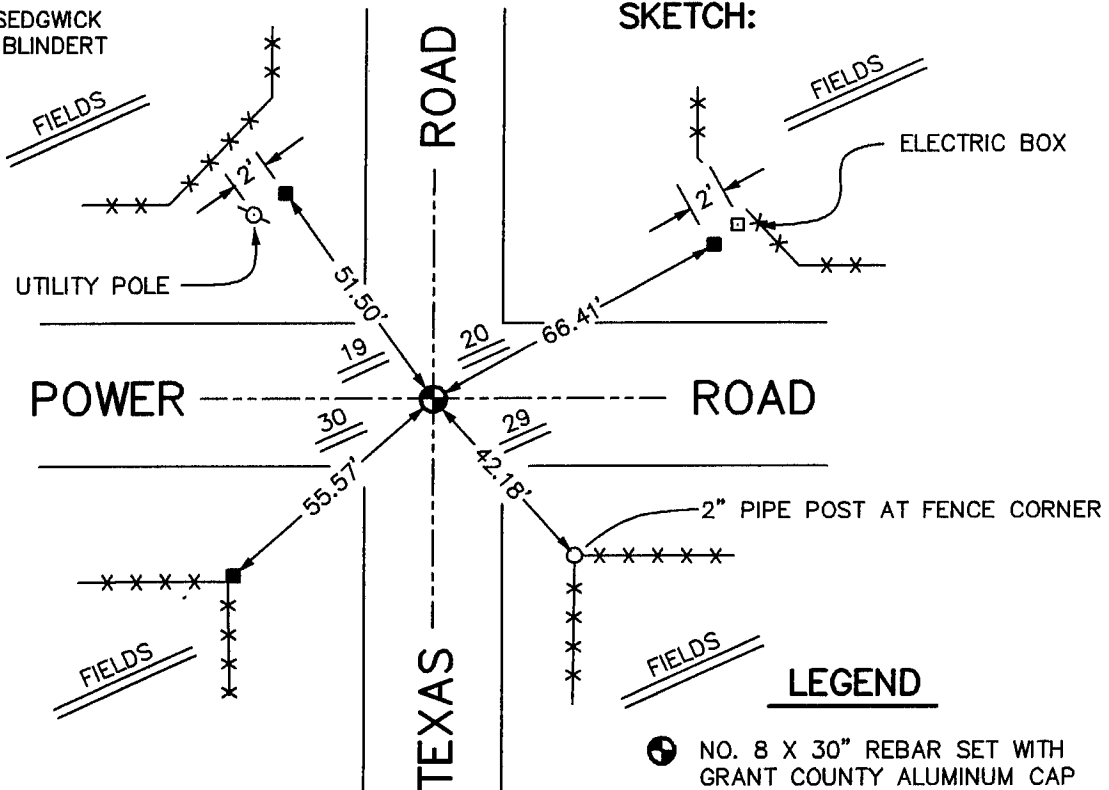 SEDGWICK
BLINDERT
SKETCH:
FIELDS
ROAD
FIELDS
ELECTRIC BOX
2'
2'
UTILITY POLE
51.50'
66.41'
19
20
POWER
ROAD
30
29
55.57'
42.18'
2" PIPE POST AT FENCE CORNER
FIELDS
TEXAS
FIELDS
LEGEND
NO. 8 X 30" REBAR SET WITH
GRANT COUNTY ALUMINUM CAP